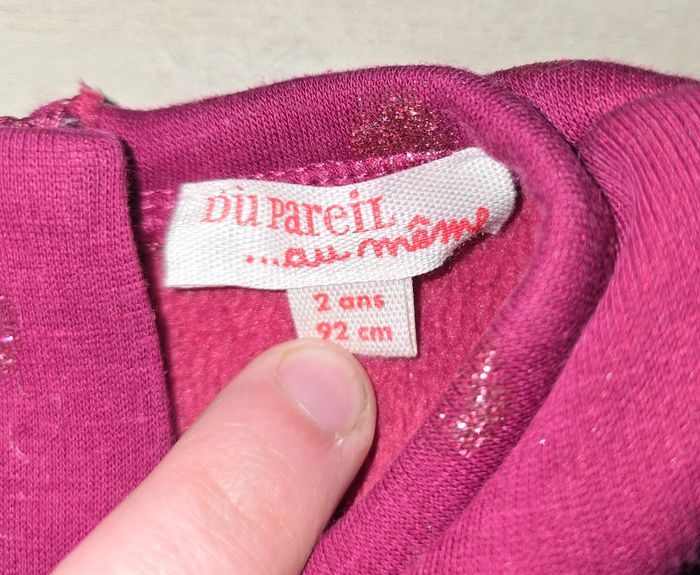 DU PAREIL
...au même
2 ans
92 cm